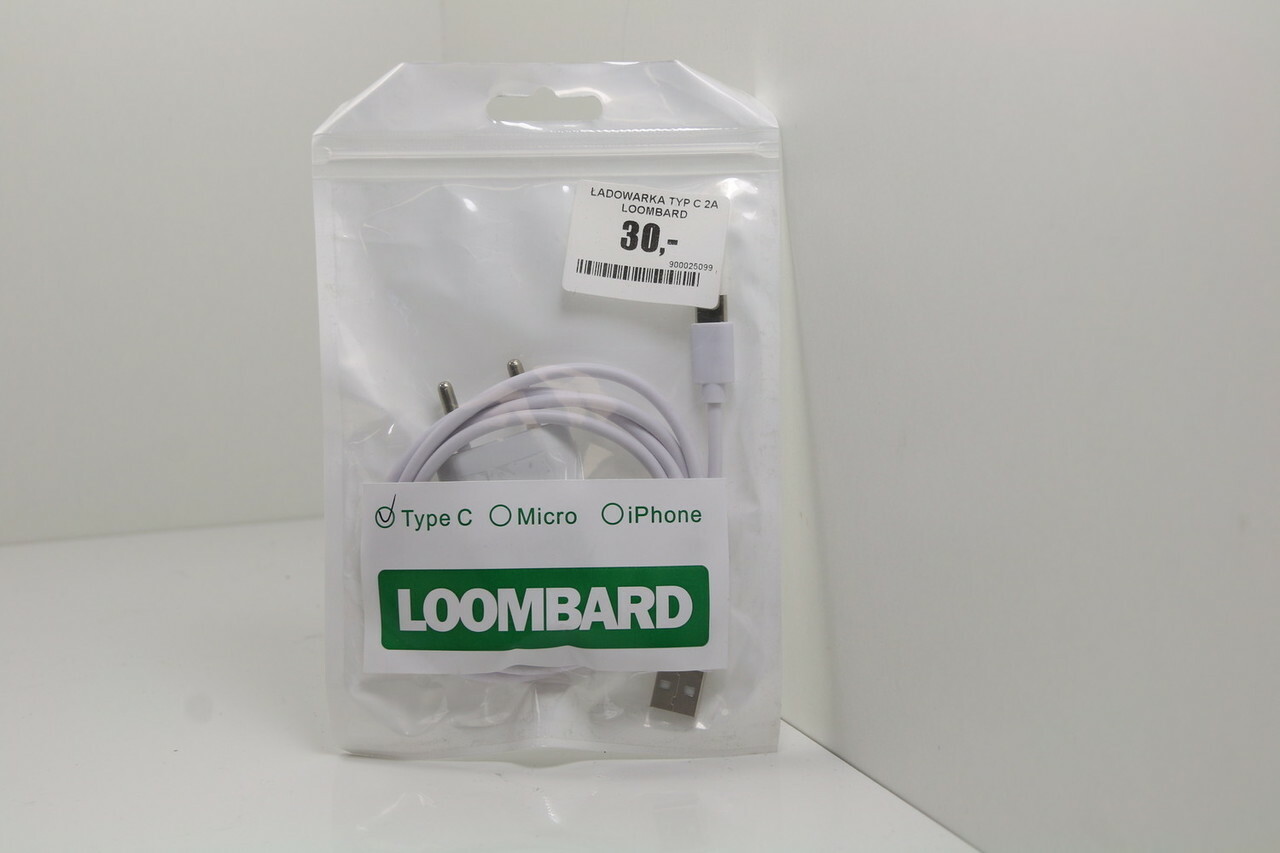 ŁADOWARKA TYP C 2A
LOOMBARD
30,-
900025099
Type C Micro iPhone
LOOMBARD